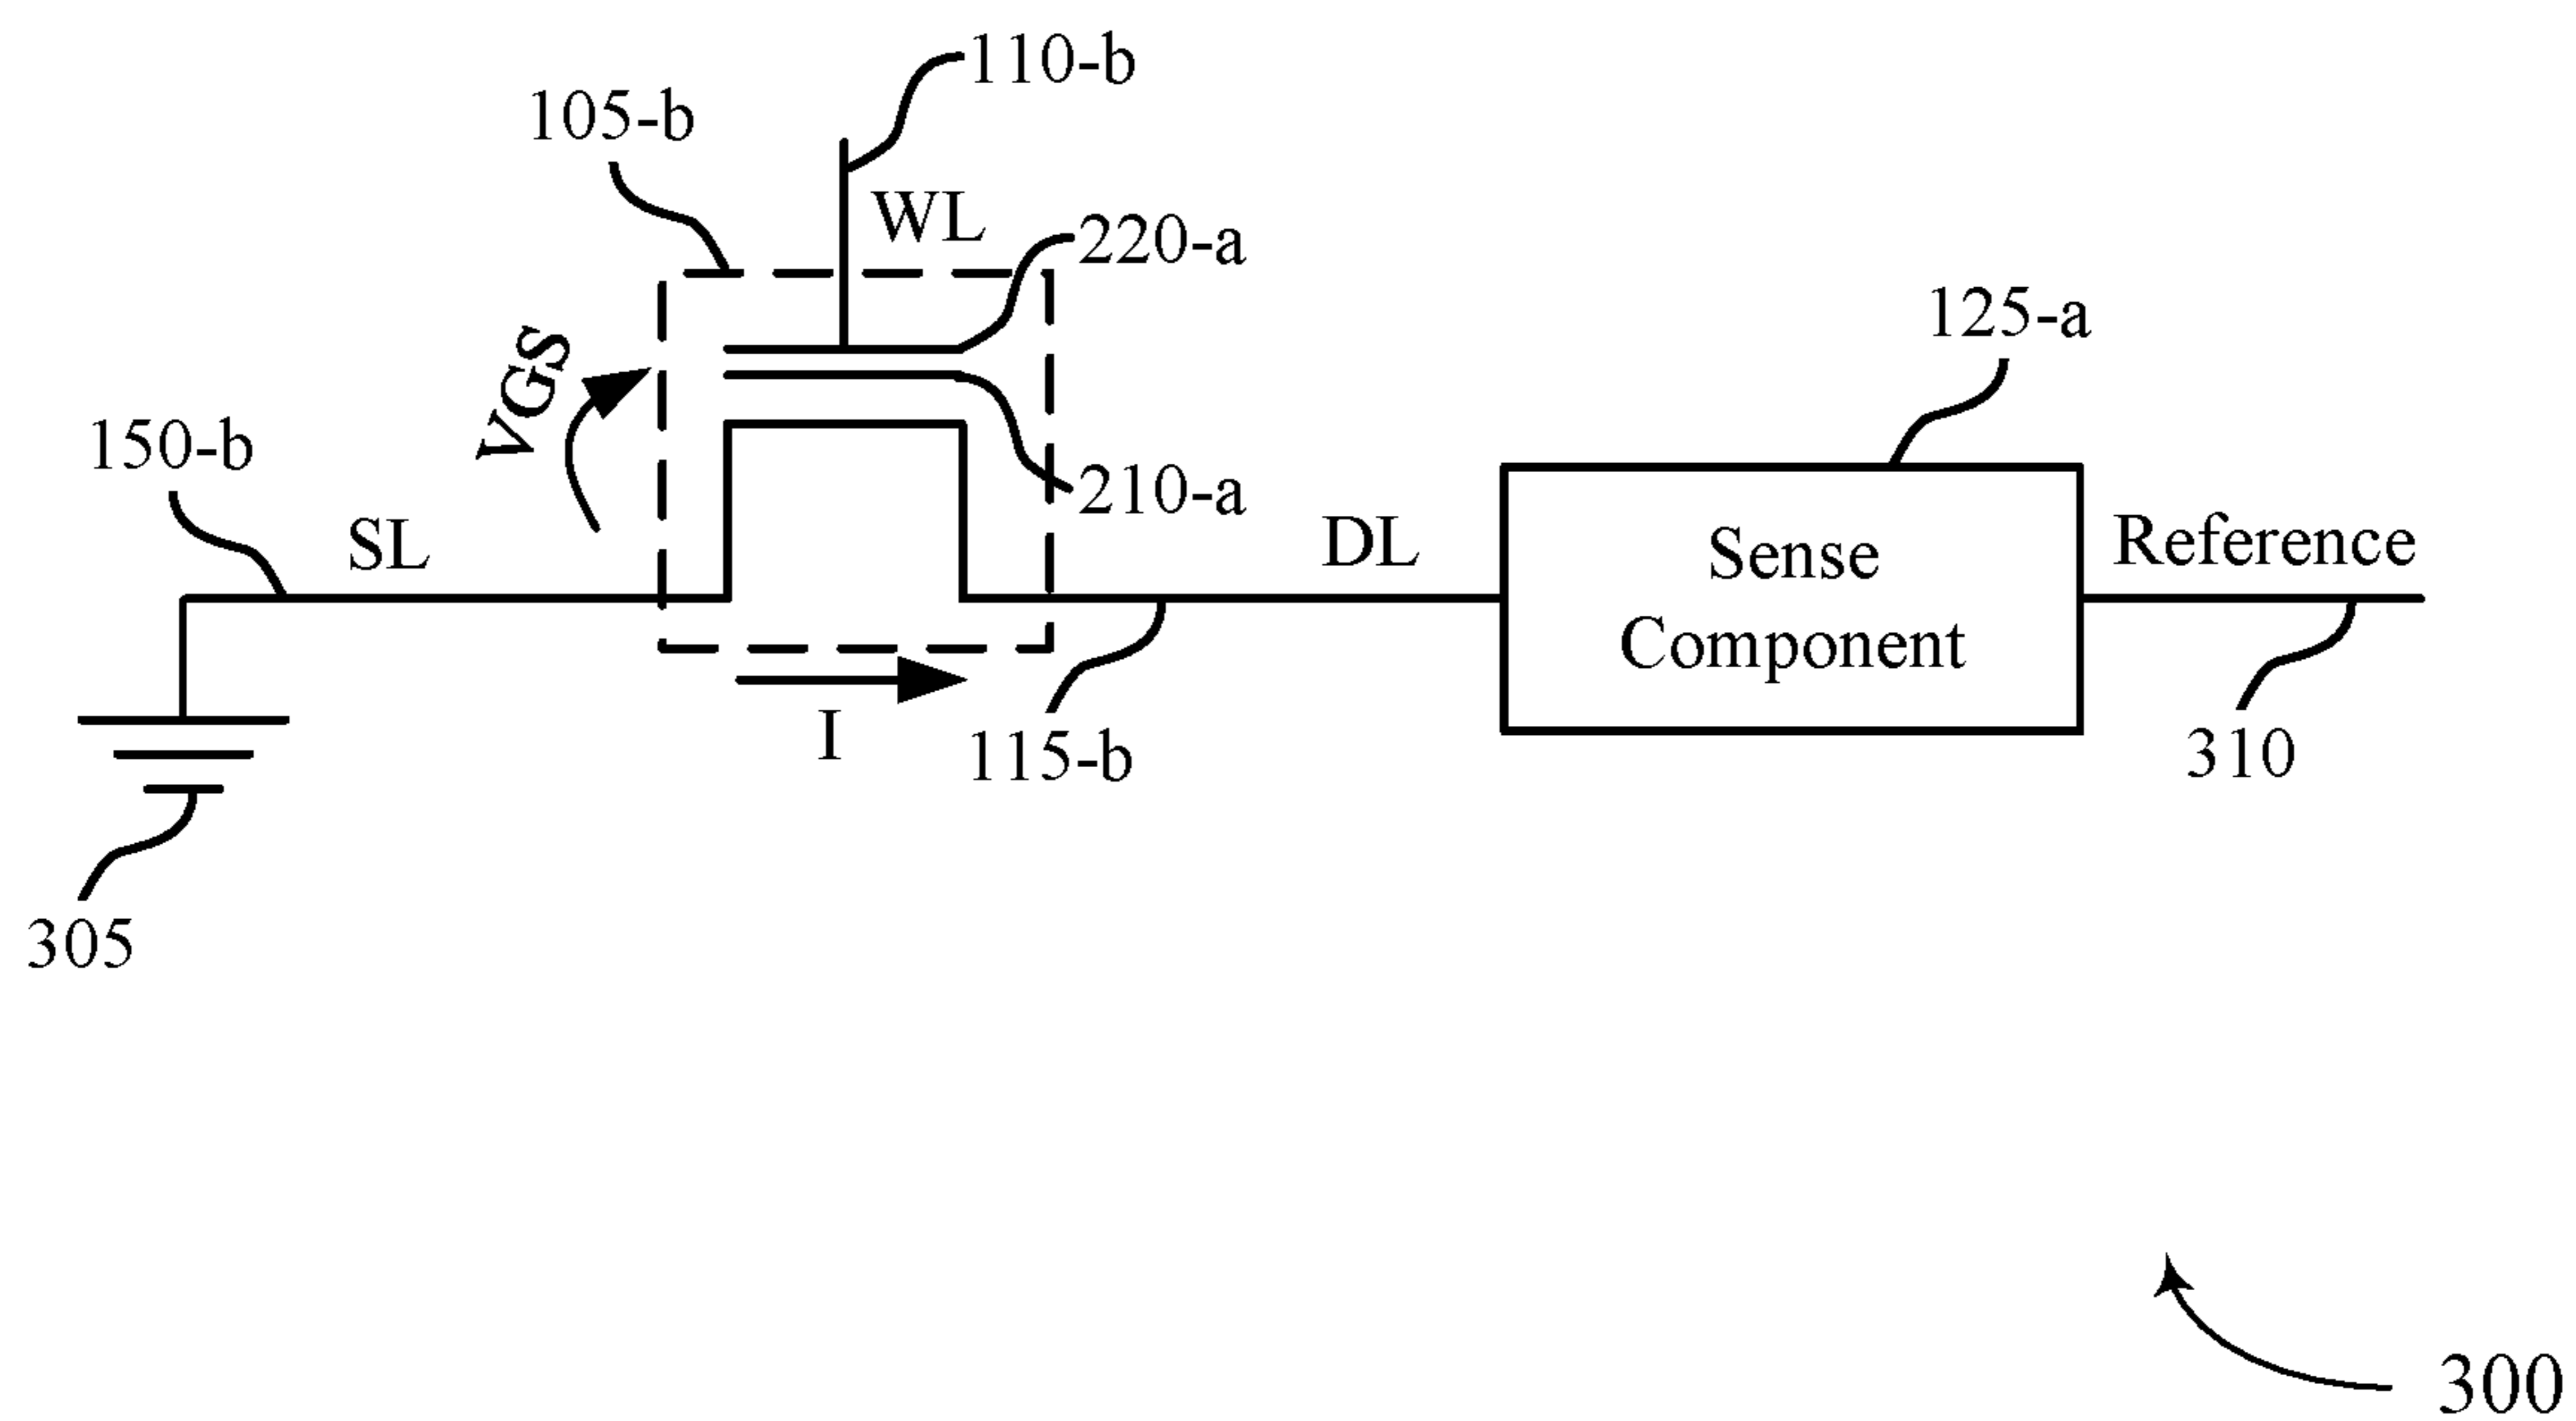 110-b
105-b
WL
220-a
125-a
VGS
150-b
210-a
SL
DL
Sense
Component
Reference
I
115-b
310
305
300